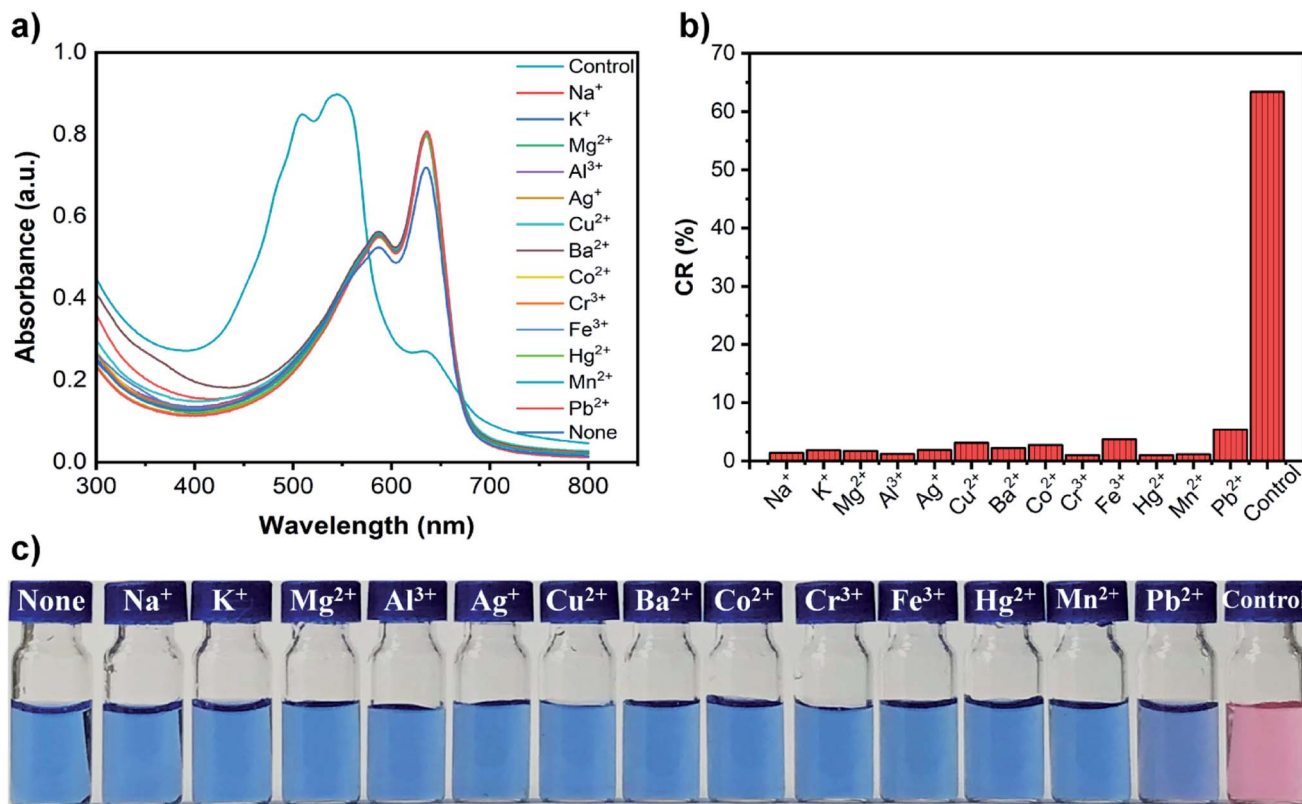 a)
1.0
0.8
0.6
0.4
0.2
0.0
Absorbance (a.u.)
300 400 500 600 700 800
Wavelength (nm)
Control
Na⁺
K⁺
Mg²⁺
Al³⁺
Ag⁺
Cu²⁺
Ba²⁺
Co²⁺
Cr³⁺
Fe³⁺
Hg²⁺
Mn²⁺
Pb²⁺
None
b)
70
60
50
40
30
20
10
0
CR (%)
Na⁺ K⁺ Mg²⁺ Al³⁺ Ag⁺ Cu²⁺ Ba²⁺ Co²⁺ Cr³⁺ Fe³⁺ Hg²⁺ Mn²⁺ Pb²⁺ Control
c)
None Na⁺ K⁺ Mg²⁺ Al³⁺ Ag⁺ Cu²⁺ Ba²⁺ Co²⁺ Cr³⁺ Fe³⁺ Hg²⁺ Mn²⁺ Pb²⁺ Control